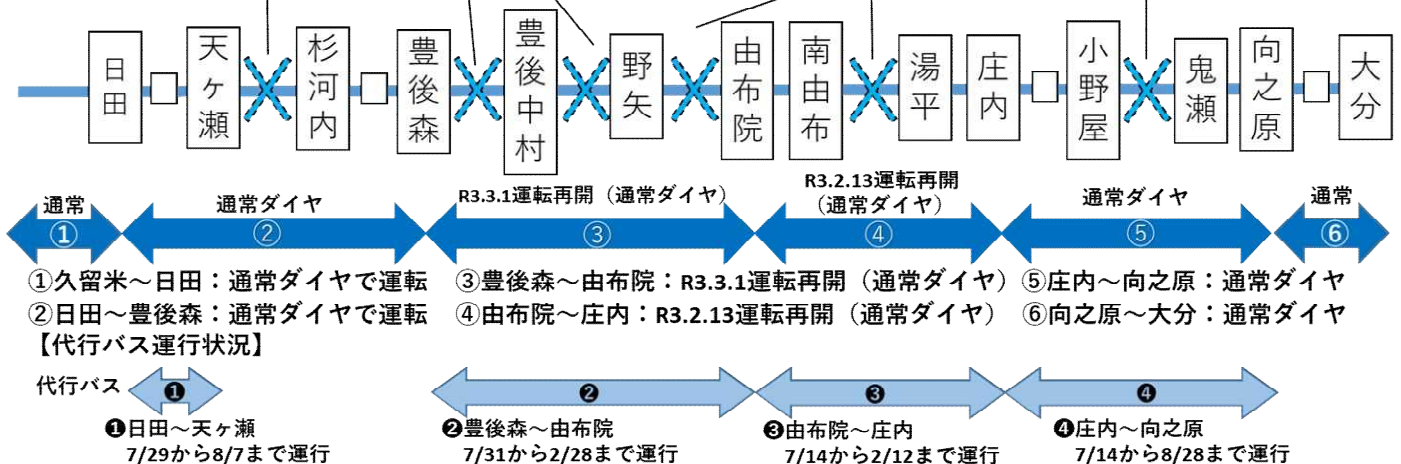 日田
天ヶ瀬
杉河内
豊後森
豊後中村
野矢
由布院
南由布
湯平
庄内
小野屋
鬼瀬
向之原
大分
通常
通常ダイヤ
R3.3.1運転再開(通常ダイヤ)
R3.2.13運転再開
(通常ダイヤ)
通常ダイヤ
通常
① ② ③ ④ ⑤ ⑥
①久留米~日田:通常ダイヤで運転 ③豊後森~由布院:R3.3.1運転再開(通常ダイヤ) ⑤庄内~向之原:通常ダイヤ
②日田~豊後森:通常ダイヤで運転 ④由布院~庄内:R3.2.13運転再開(通常ダイヤ) ⑥向之原~大分:通常ダイヤ
【代行バス運行状況】
代行バス ❶ ❷ ❸ ❹
❶日田~天ヶ瀬
7/29から8/7まで運行
❷豊後森~由布院
7/31から2/28まで運行
❸由布院~庄内
7/14から2/12まで運行
❹庄内~向之原
7/14から8/28まで運行